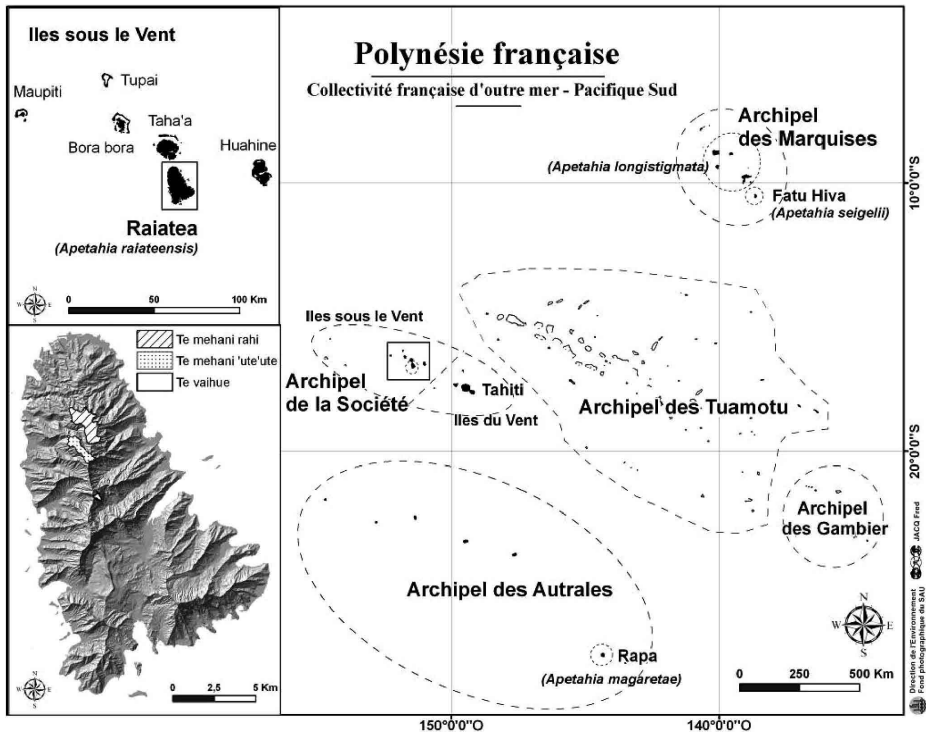 Iles sous le Vent
Tupai
Maupiti
Taha'a
Bora bora
Huahine
Raiatea
(Apetahia raiateensis)
N
W E
S
0 50 100 Km
Te mehani rahi
Te mehani 'ute'ute
Te vaihue
N
W E
S
0 2,5 5 Km
Polynésie française
Collectivité française d'outre mer - Pacifique Sud
Archipel
des Marquises
(Apetahia longistigmata)
Fatu Hiva
(Apetahia seigelii)
10°0'0"S
Iles sous le Vent
Archipel
de la Société
Tahiti
Iles du Vent
Archipel des Tuamotu
20°0'0"S
Archipel
des Gambier
Archipel des Autrales
Rapa
(Apetahia magaretae)
N
W E
S
0 250 500 Km
150°0'0"O
140°0'0"O
JACQ Fred
Direction de l'Environnement
Fond photographique du SAU